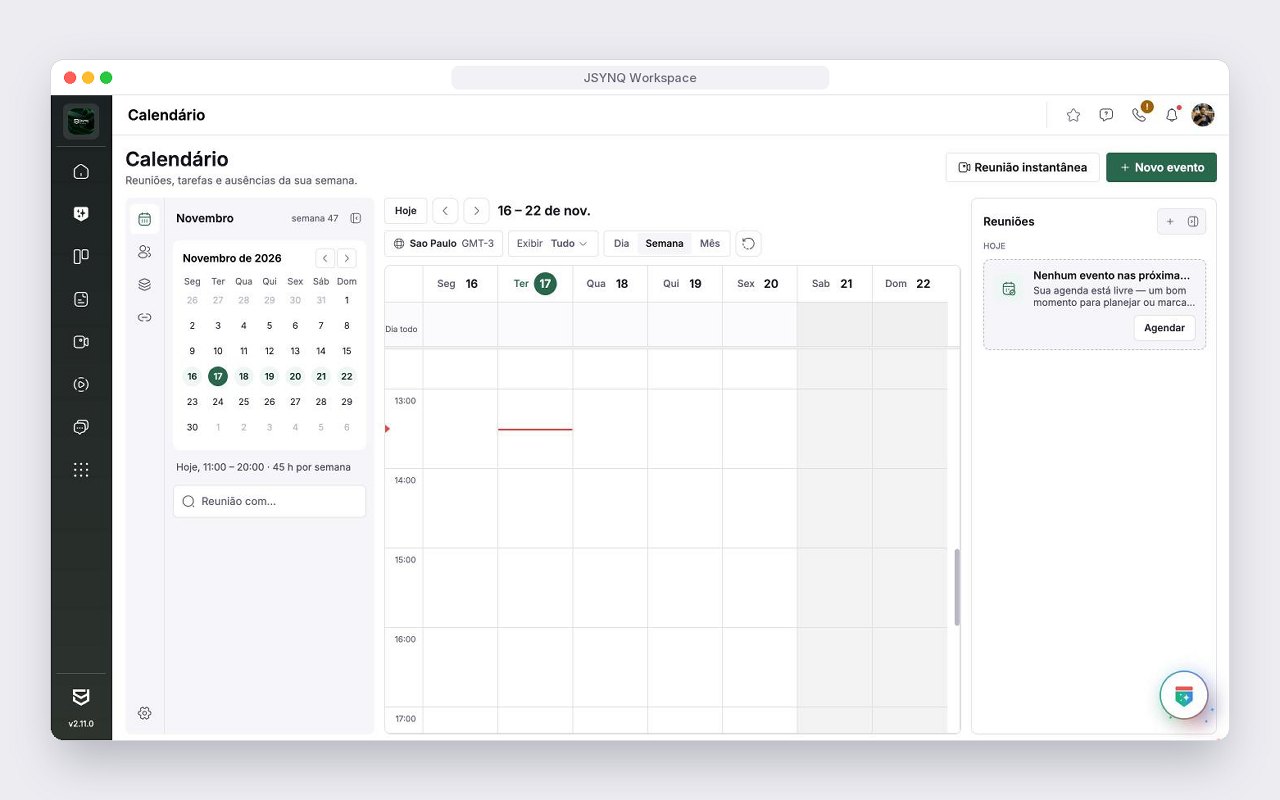 JSYNQ Workspace
Calendário
!
Calendário
Reuniões, tarefas e ausências da sua semana.
Reunião instantânea
+ Novo evento
Novembro
semana 47
Novembro de 2026
Seg Ter Qua Qui Sex Sáb Dom
26 27 28 29 30 31 1
2 3 4 5 6 7 8
9 10 11 12 13 14 15
16 17 18 19 20 21 22
23 24 25 26 27 28 29
30 1 2 3 4 5 6
Hoje, 11:00 – 20:00 · 45 h por semana
Reunião com...
Hoje
16 – 22 de nov.
Sao Paulo GMT-3
Exibir Tudo
Dia Semana Mês
Seg 16 Ter 17 Qua 18 Qui 19 Sex 20 Sab 21 Dom 22
Dia todo
13:00
14:00
15:00
16:00
17:00
Reuniões
HOJE
Nenhum evento nas próxima...
Sua agenda está livre — um bom
momento para planejar ou marca...
Agendar
v2.11.0